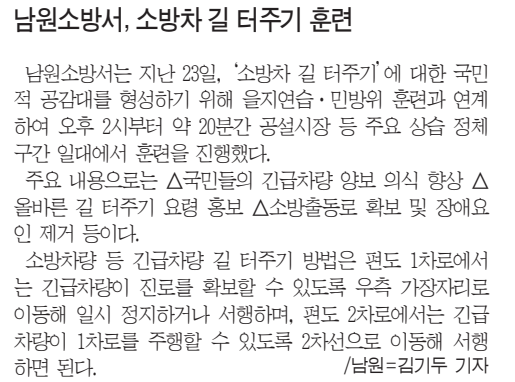 남원소방서, 소방차 길 터주기 훈련
남원소방서는 지난 23일, ‘소방차 길 터주기’에 대한 국민
적 공감대를 형성하기 위해 을지연습·민방위 훈련과 연계
하여 오후 2시부터 약 20분간 공설시장 등 주요 상습 정체
구간 일대에서 훈련을 진행했다.
주요 내용으로는 △국민들의 긴급차량 양보 의식 향상 △
올바른 길 터주기 요령 홍보 △소방출동로 확보 및 장애요
인 제거 등이다.
소방차량 등 긴급차량 길 터주기 방법은 편도 1차로에서
는 긴급차량이 진로를 확보할 수 있도록 우측 가장자리로
이동해 일시 정지하거나 서행하며, 편도 2차로에서는 긴급
차량이 1차로를 주행할 수 있도록 2차선으로 이동해 서행
하면 된다. /남원=김기두 기자